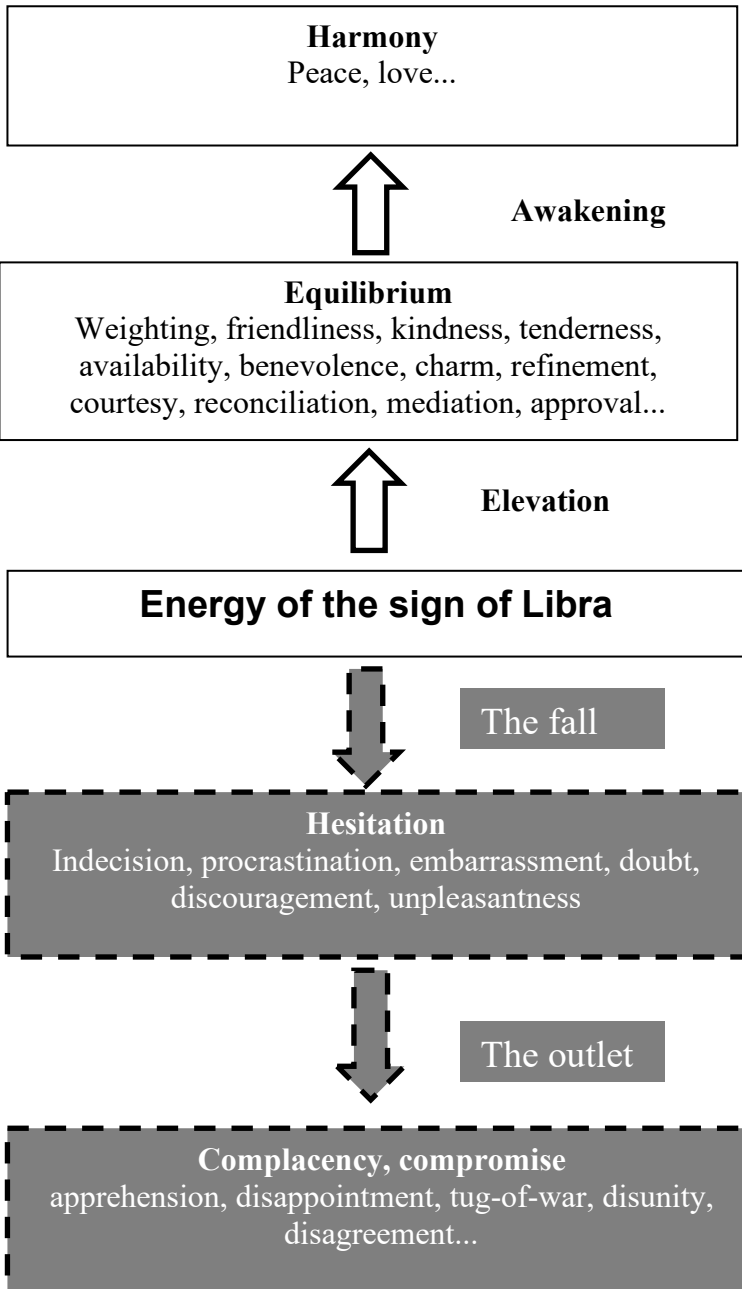 Harmony
Peace, love...
Awakening
Equilibrium
Weighting, friendliness, kindness, tenderness,
availability, benevolence, charm, refinement,
courtesy, reconciliation, mediation, approval...
Elevation
Energy of the sign of Libra
The fall
Hesitation
Indecision, procrastination, embarrassment, doubt,
discouragement, unpleasantness
The outlet
Complacency, compromise
apprehension, disappointment, tug-of-war, disunity,
disagreement...